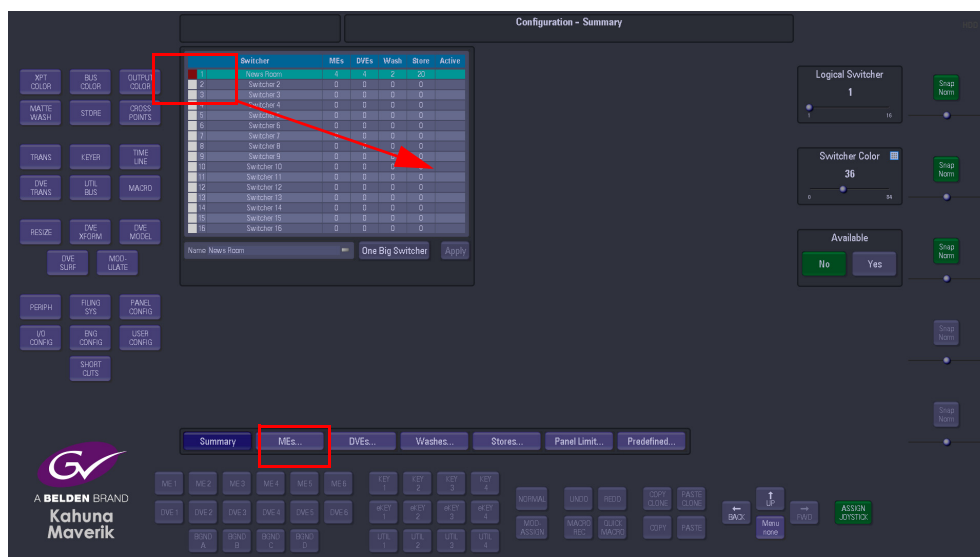 Configuration - Summary
Switcher MEs DVEs Wash Store Active
1 News Room 4 4 2 20
2 Switcher 2 0 0 0 0
3 Switcher 3 0 0 0 0
Switcher 4 0 0 0 0
5 0 0 0 0
6 Switcher 6 0 0 0 0
7 Switcher 7 0 0 0
8 Switcher 8 0 0 0 0
9 Switcher 9 0 0 0
10 Switcher 10 0 0 0
11 Switcher 11 0 0 0 0
12 Switcher 12 0 0 0 0
13 Switcher 13 0 0 0 0
14 Switcher 14 0 0 0 0
15 Switcher 15 0 0 0 0
16 Switcher 16 0 0 0 0
Name News Room
One Big Switcher
Apply
XPT
COLOR
BUS
COLOR
OUTPUT
COLOR
MATTE
WASH
STORE
CROSS
POINTS
TRANS
KEYER
TIME
LINE
DVE
TRANS
UTIL
BUS
MACRO
RESIZE
DVE
XFORM
DVE
MODEL
DVE
SURF
MOD-
ULATE
PERIPH
FILING
SYS
PANEL
CONFIG
I/O
CONFIG
ENG
CONFIG
USER
CONFIG
SHORT
CUTS
Logical Switcher
1
1 16
Snap
Norm
Switcher Color
36
0 94
Snap
Norm
Available
No Yes
Snap
Norm
Snap
Norm
Snap
Norm
Summary MEs... DVEs... Washes... Stores... Panel Limit... Predefined...
GV
A BELDEN BRAND
Kahuna
Maverik
ME 1 ME 2 ME 3 ME 4 ME 5 ME 6
KEY
1
KEY
2
KEY
3
KEY
4
DVE 1 DVE 2 DVE 3 DVE 4 DVE 5 DVE 6
eKEY
1
eKEY
2
eKEY
3
eKEY
4
BGND
A
BGND
B
BGND
C
BGND
D
UTIL
1
UTIL
2
UTIL
3
UTIL
4
NORMAL UNDO REDO
COPY
CLONE
PASTE
CLONE
MOD
ASSIGN
MACRO
REC
QUICK
MACRO
COPY PASTE
BACK
UP
FWD
Menu
none
ASSIGN
JOYSTICK